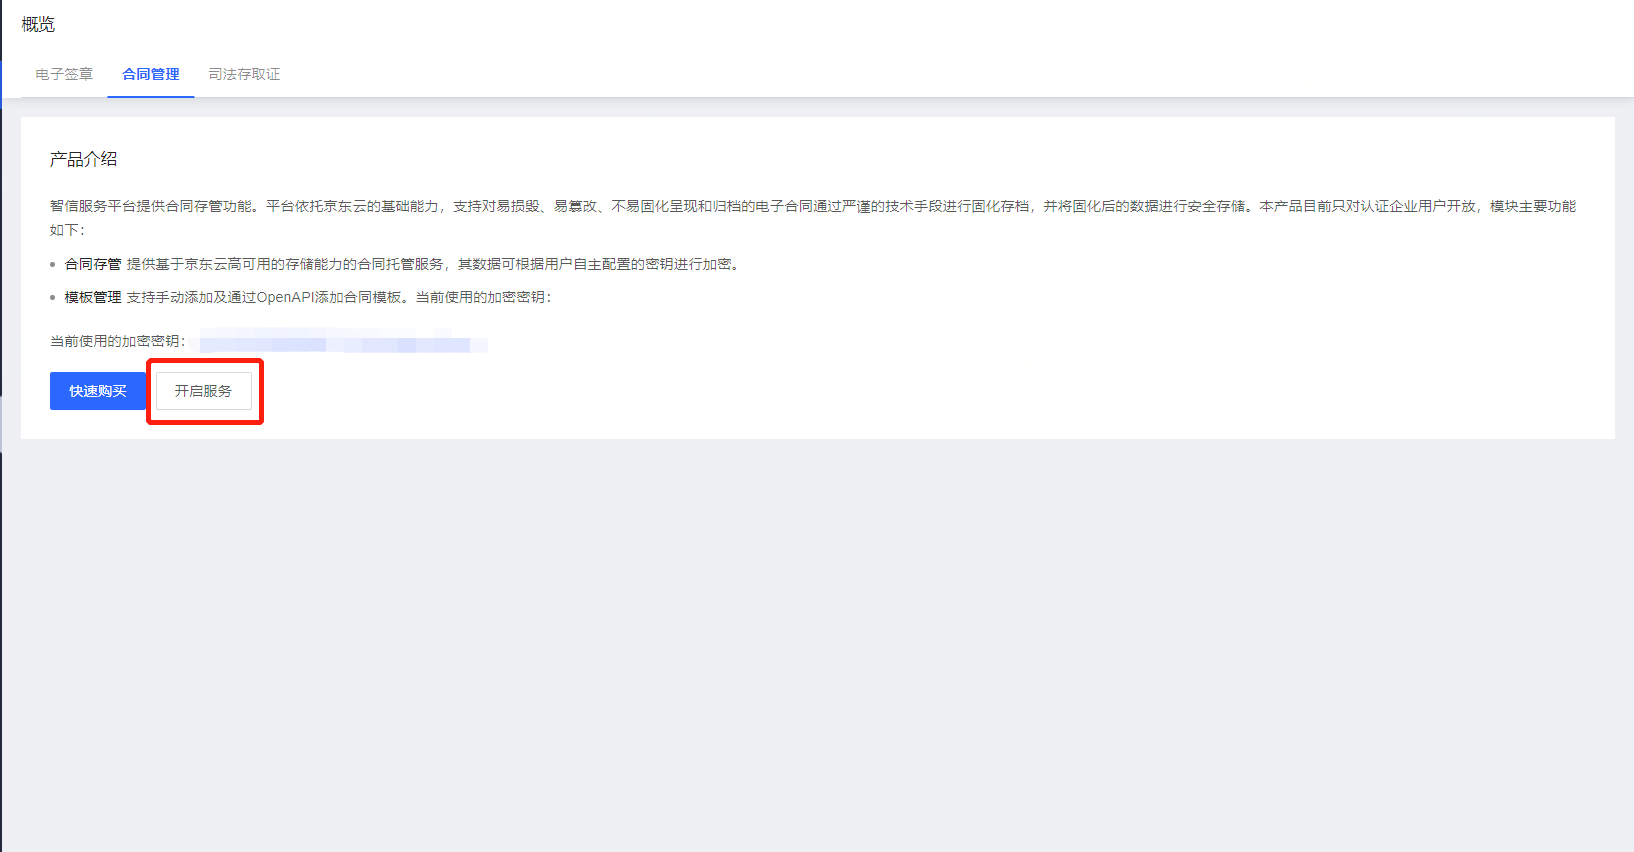 概览
电子签章 合同管理 司法存取证
产品介绍
智信服务平台提供合同存管功能。平台依托京东云的基础能力，支持对易损毁、易篡改、不易固化呈现和归档的电子合同通过严谨的技术手段进行固化存档，并将固化后的数据进行安全存储。本产品目前只对认证企业用户开放，模块主要功能
如下：
合同存管 提供基于京东云高可用的存储能力的合同托管服务，其数据可根据用户自主配置的密钥进行加密。
模板管理 支持手动添加及通过OpenAPI添加合同模板。当前使用的加密密钥：
当前使用的加密密钥：
快速购买 开启服务